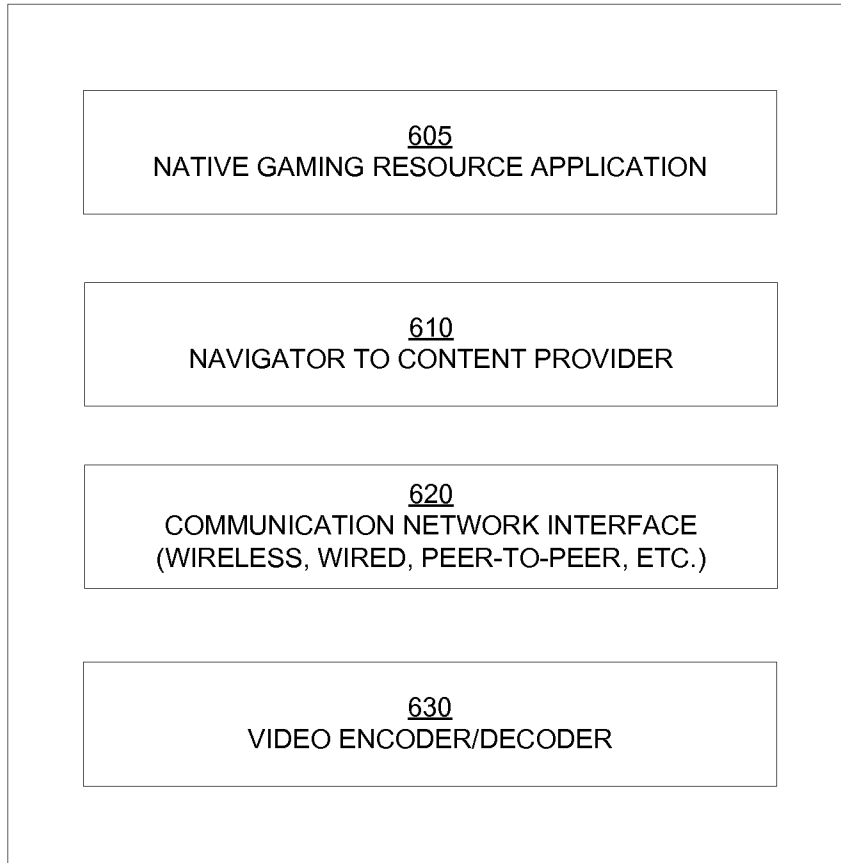 605
NATIVE GAMING RESOURCE APPLICATION
610
NAVIGATOR TO CONTENT PROVIDER
620
COMMUNICATION NETWORK INTERFACE
(WIRELESS, WIRED, PEER-TO-PEER, ETC.)
630
VIDEO ENCODER/DECODER